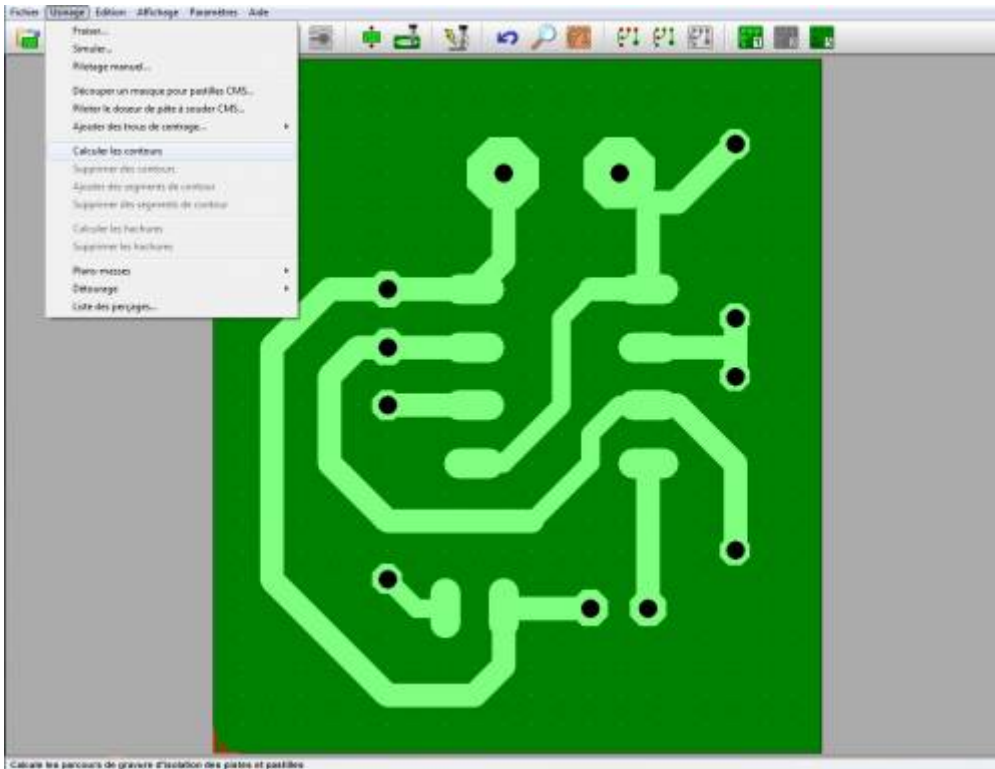 Fichier Usinage Edition Affichage Paramètres Aide
Fraiser...
Simuler...
Pilotage manuel...
Découper un masque pour pastilles CMS...
Piloter le doseur de pâte à souder CMS...
Ajouter des trous de centrage...
Calculer les contours
Supprimer des contours
Ajouter des segments de contour
Supprimer des segments de contour
Calculer les hachures
Supprimer les hachures
Plans masses
Détourage
Liste des perçages...
Calcule les parcours de gravure d'isolation des pistes et pastilles